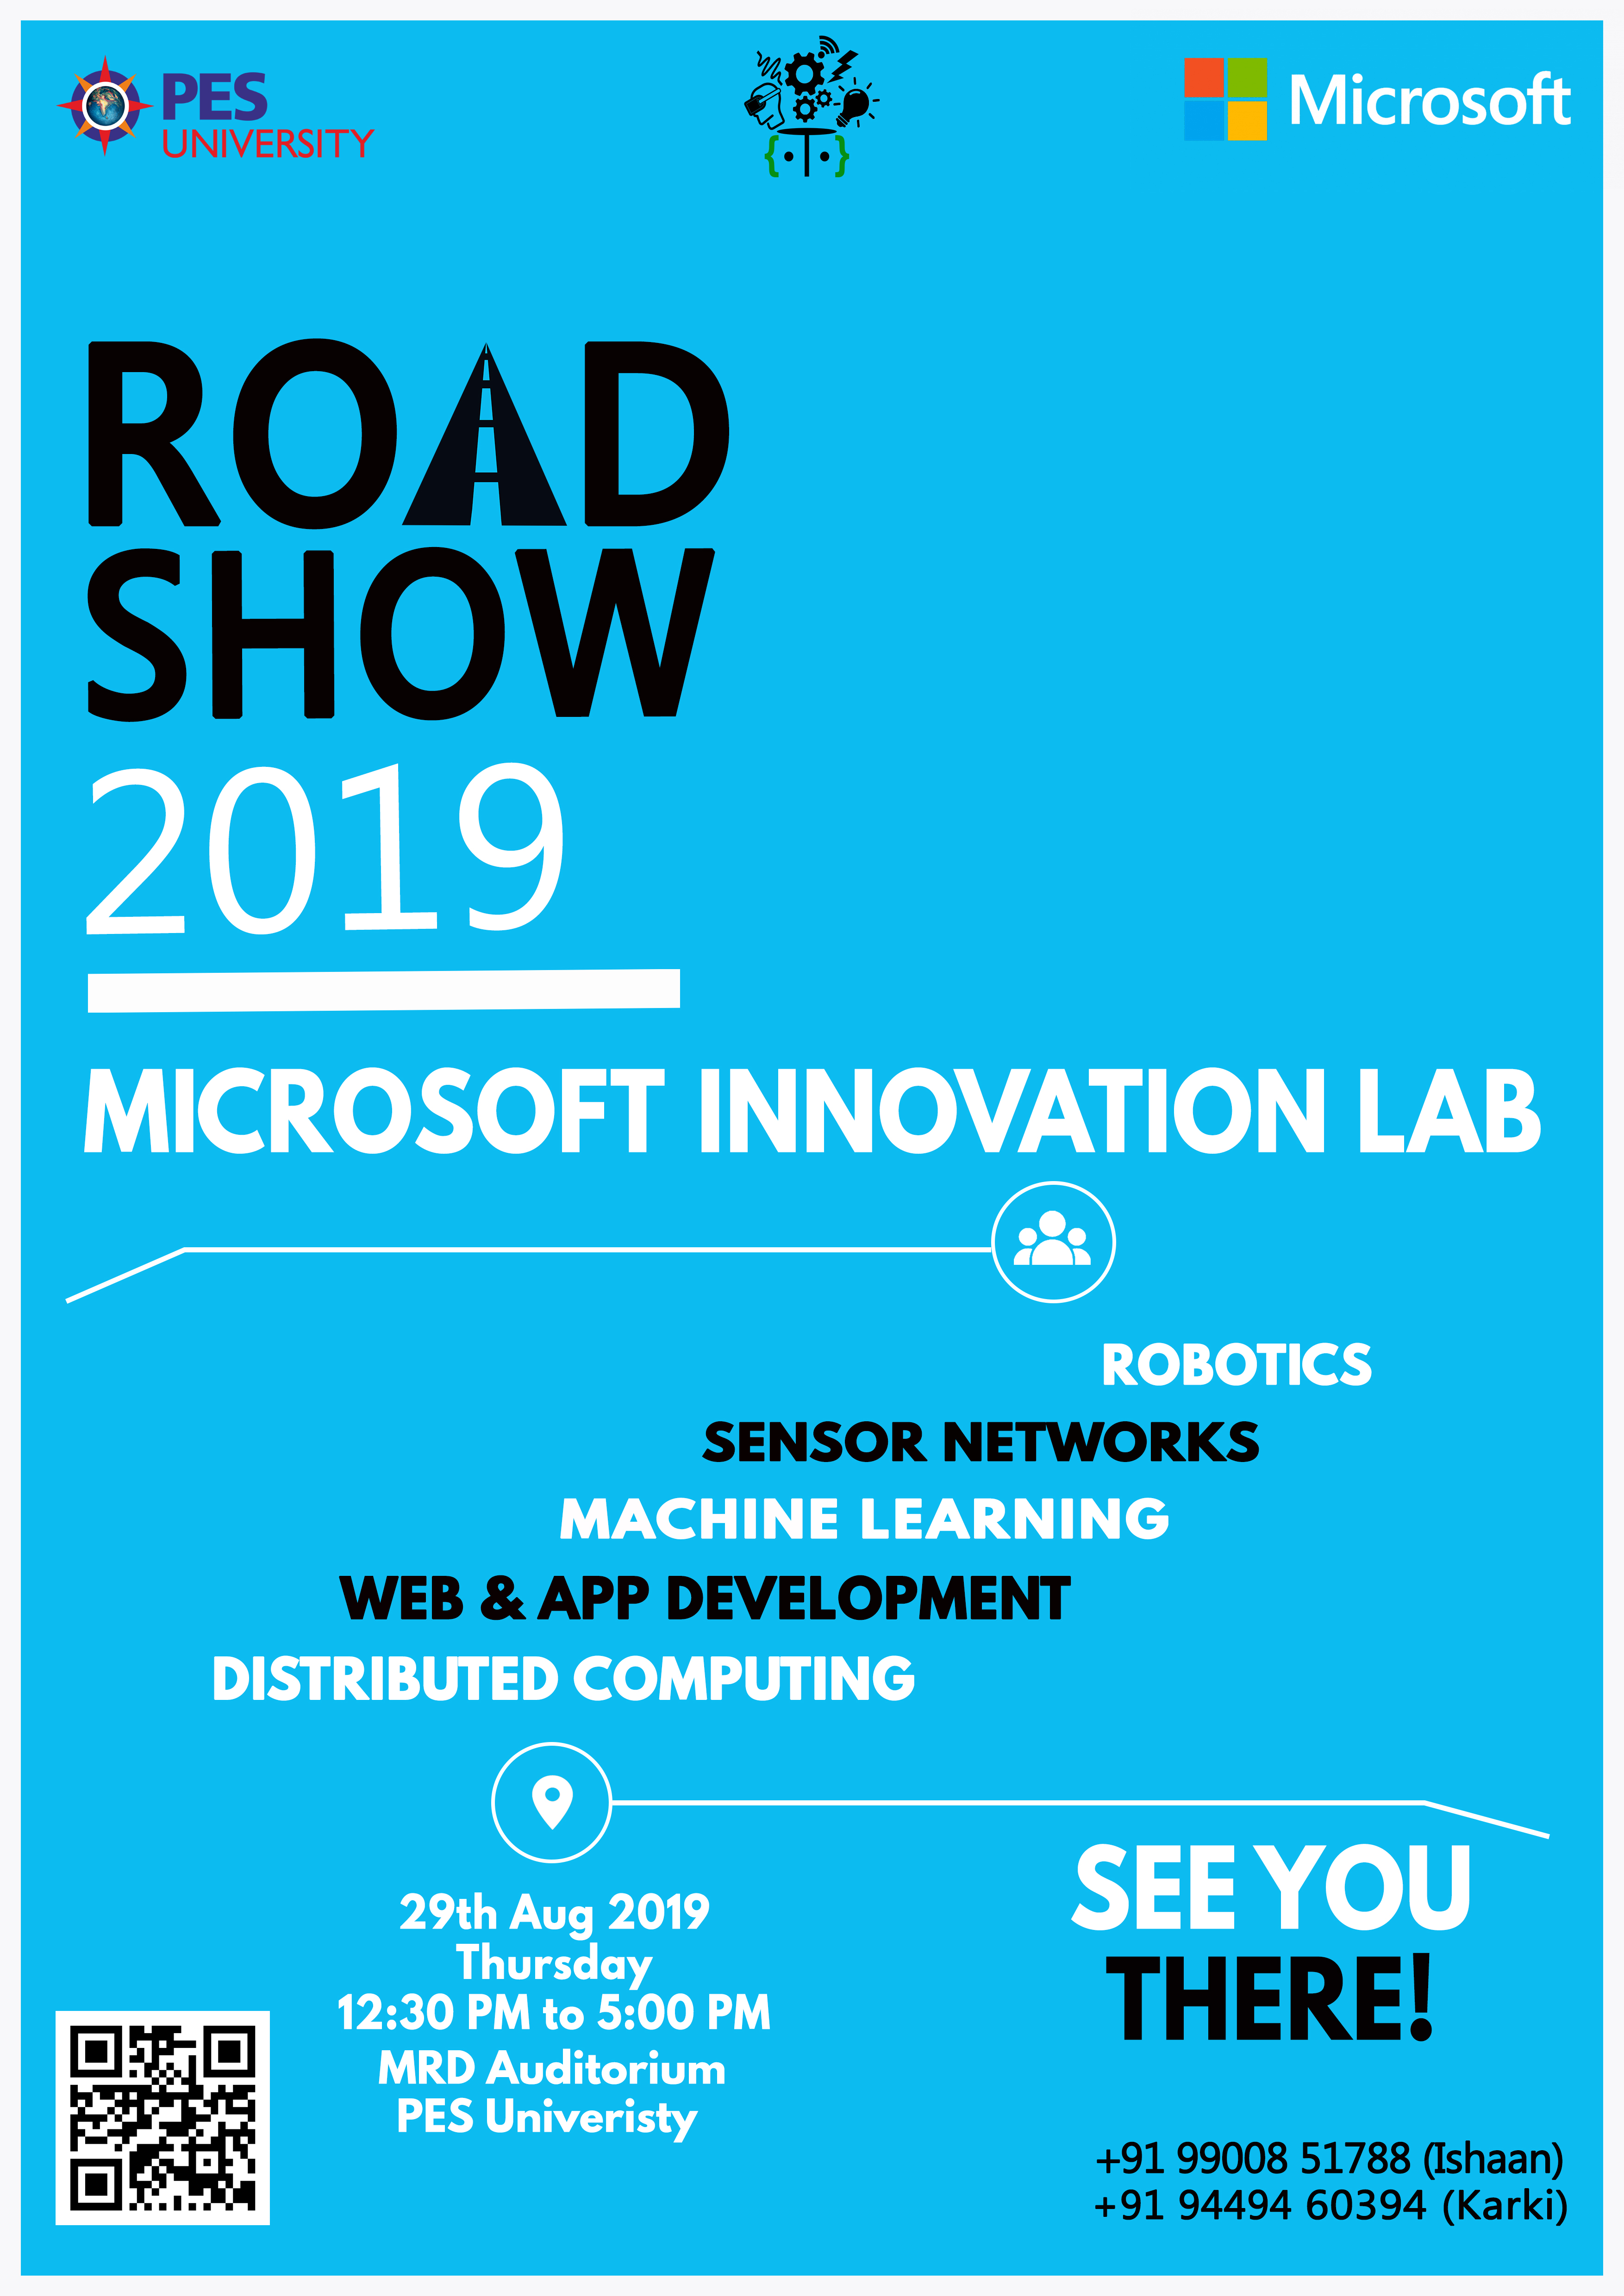 PES
UNIVERSITY
Microsoft
ROAD
SHOW
2019
MICROSOFT INNOVATION LAB
ROBOTICS
SENSOR NETWORKS
MACHINE LEARNING
WEB & APP DEVELOPMENT
DISTRIBUTED COMPUTING
29th Aug 2019
Thursday
12:30 PM to 5:00 PM
MRD Auditorium
PES Univeristy
SEE YOU
THERE!
+91 99008 51788 (Ishaan)
+91 94494 60394 (Karki)